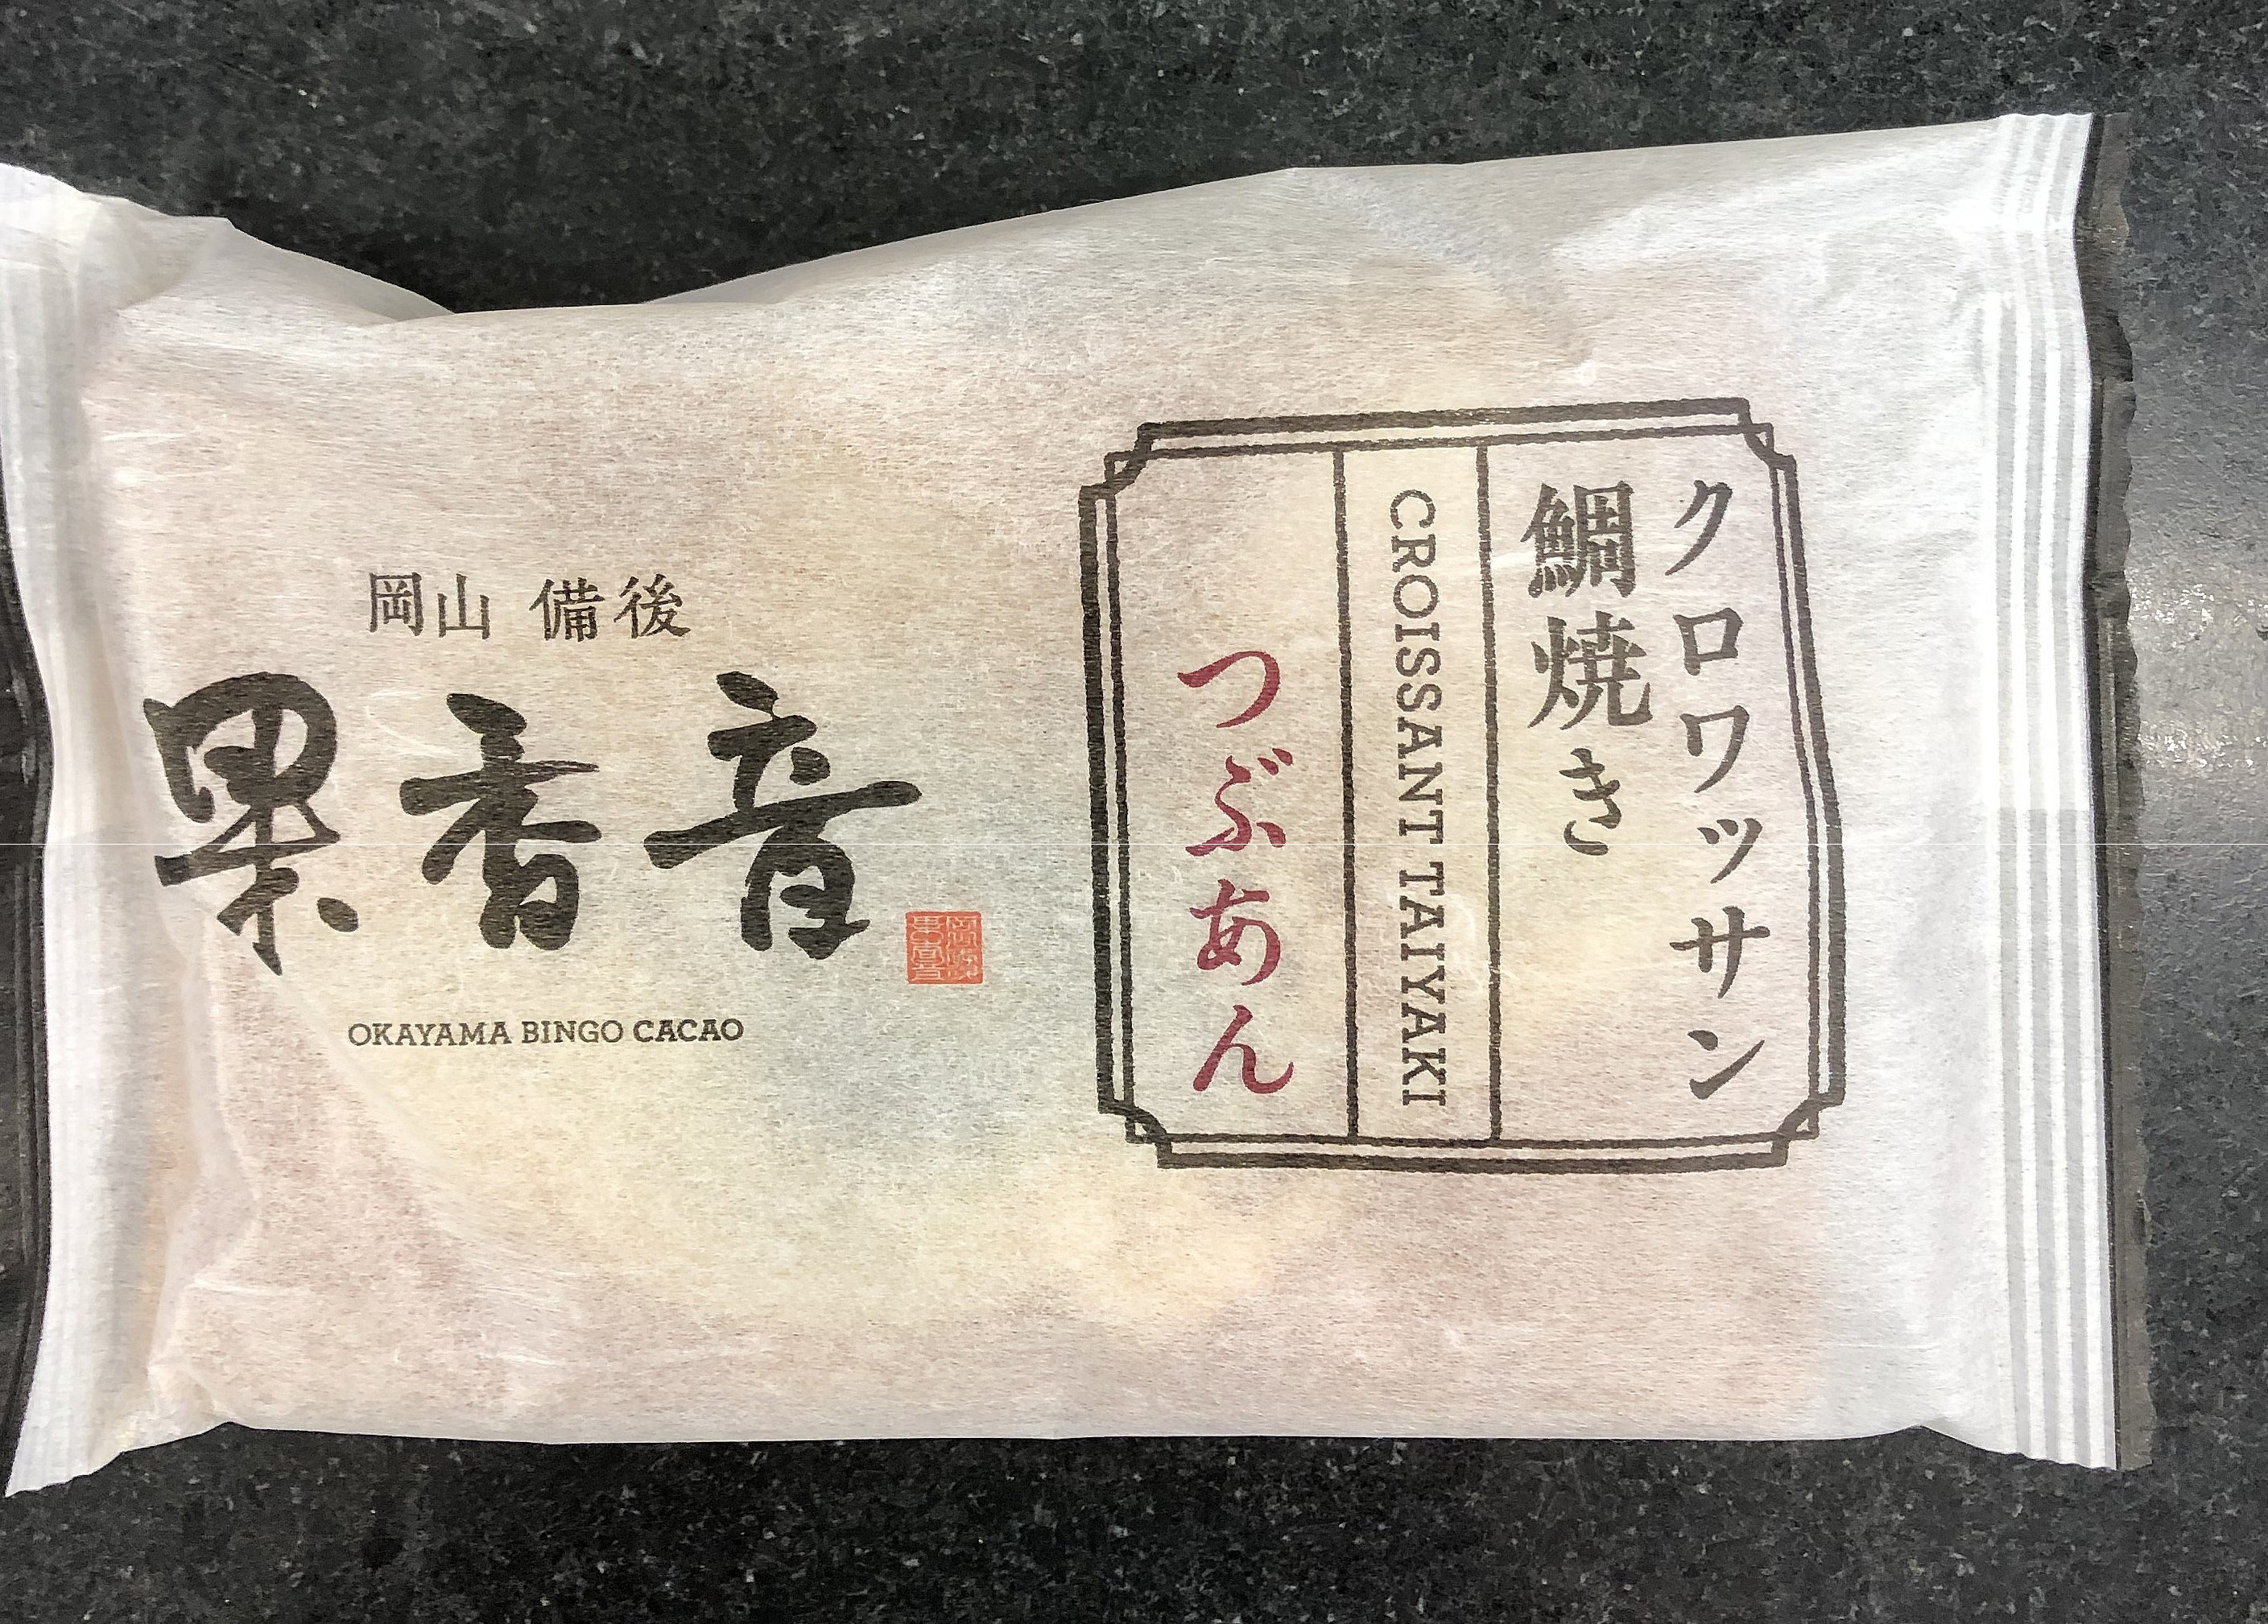 岡山 備後
果香音
OKAYAMA BINGO CACAO
クロワッサン
鯛焼き
CROISSANT TAIYAKI
つぶあん